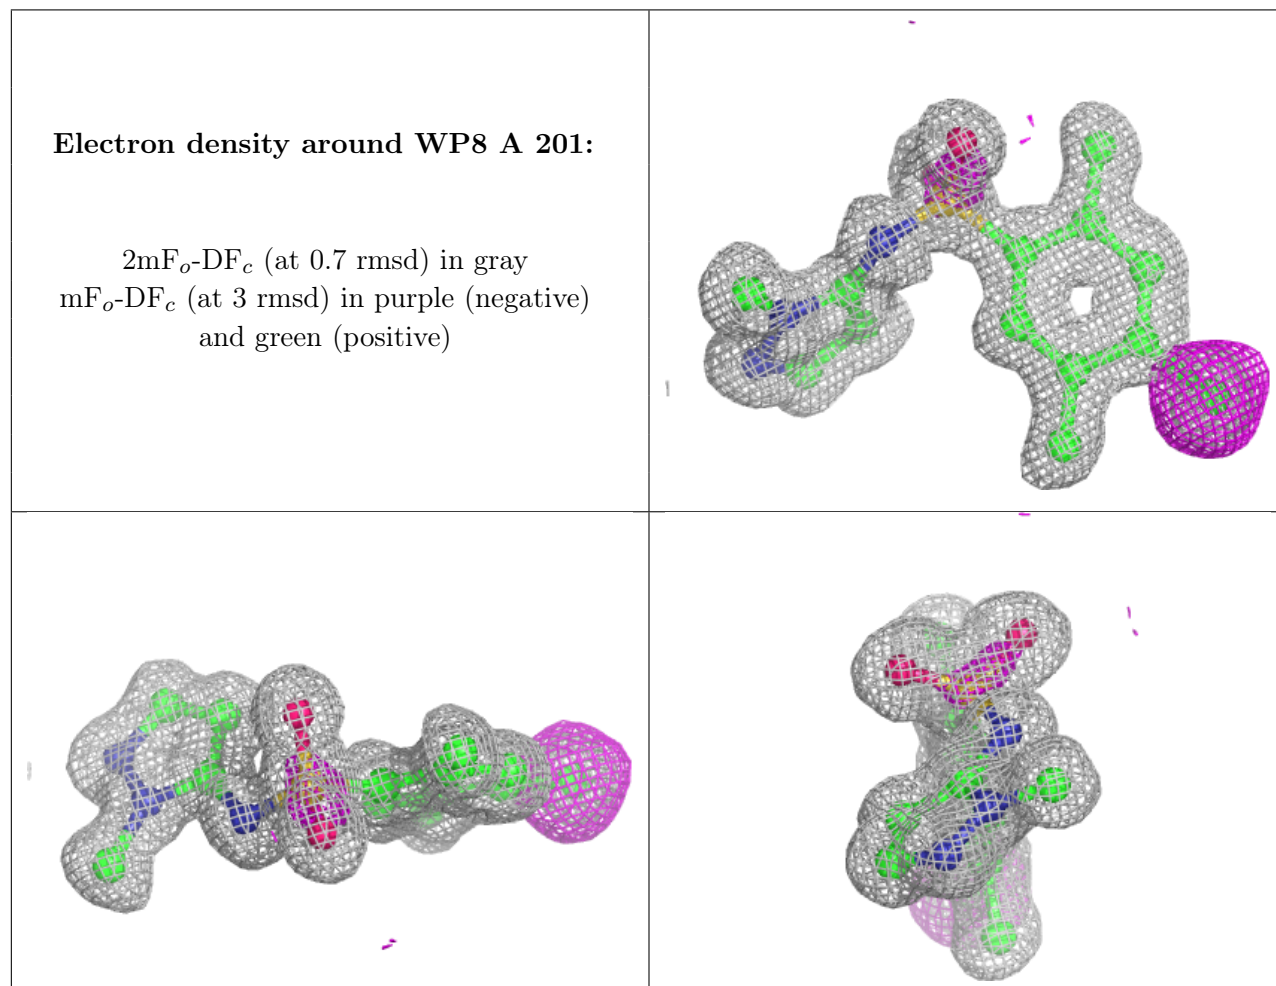 Electron density around WP8 A 201:
2mFₒ-DF𝒸 (at 0.7 rmsd) in gray
mFₒ-DF𝒸 (at 3 rmsd) in purple (negative)
and green (positive)